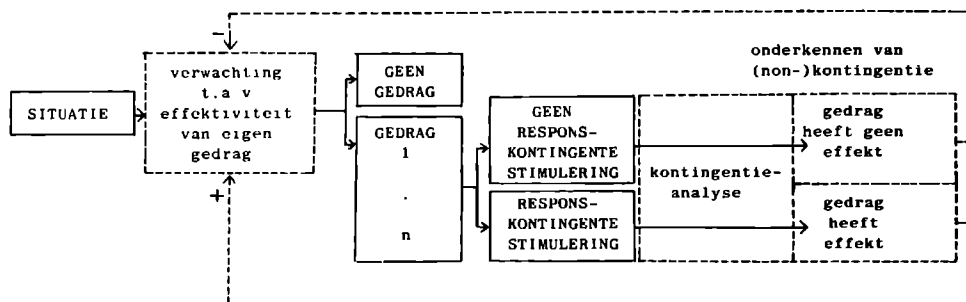 SITUATIE
−
verwachting
t.a v
effektiviteit
van eigen
gedrag
+
GEEN
GEDRAG
GEDRAG
1
.
.
n
GEEN
RESPONS-
KONTINGENTE
STIMULERING
RESPONS-
KONTINGENTE
STIMULERING
kontingentie-
analyse
onderkennen van
(non-)kontingentie
gedrag
heeft geen
effekt
gedrag
heeft
effekt